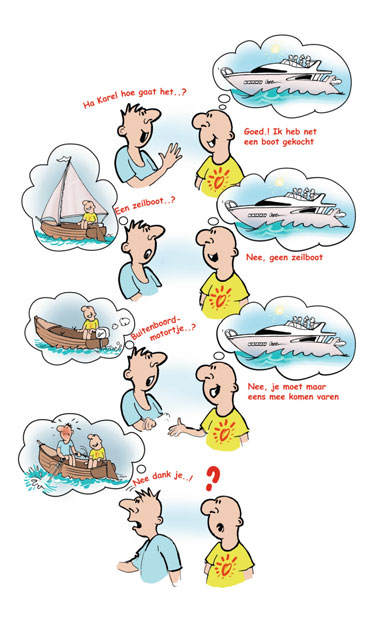 Ha Karel hoe gaat het..?
Goed.! Ik heb net
een boot gekocht
Een zeilboot..?
Nee, geen zeilboot
Buitenboord-
motortje..?
Nee, je moet maar
eens mee komen varen
Nee dank je..!
?